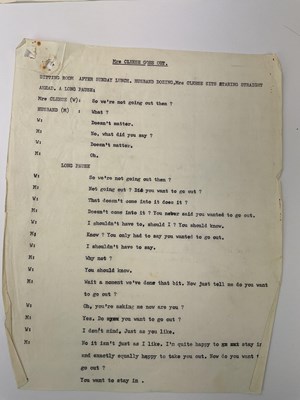 Mrs CLEESE GOES OUT.
SITTING ROOM AFTER SUNDAY LUNCH. HUSBAND DOZING, Mrs CLEESE SITS STARING STRAIGHT
AHEAD. A LONG PAUSE:
Mrs CLEESE (W): So we're not going out then ?
HUSBAND (M) : What ?
W: Doesn't matter.
M: No, what did you say ?
W: Doesn't matter.
M: Oh.
LONG PAUSE
W: So we're not going out then ?
M: Not going out ? Did you want to go out ?
W: That doesn't come into it does it ?
M: Doesn't come into it ? You never said you wanted to go out.
W: I shouldn't have to, should I ? You should know.
M: Know ? You only had to say you wanted to go out.
W: I shouldn't have to say.
M: Why not ?
W: You should know.
M: Wait a moment we've done that bit. Now just tell me do you want
to go out ?
W: Oh, you're asking me now are you ?
M: Yes. Do you want to go out ?
W: I don't mind. Just as you like.
M: No it isn't just as I like. I'm quite happy to stay in
and exactly equally happy to take you out. Now do you want to
go out ?
W: You want to stay in .